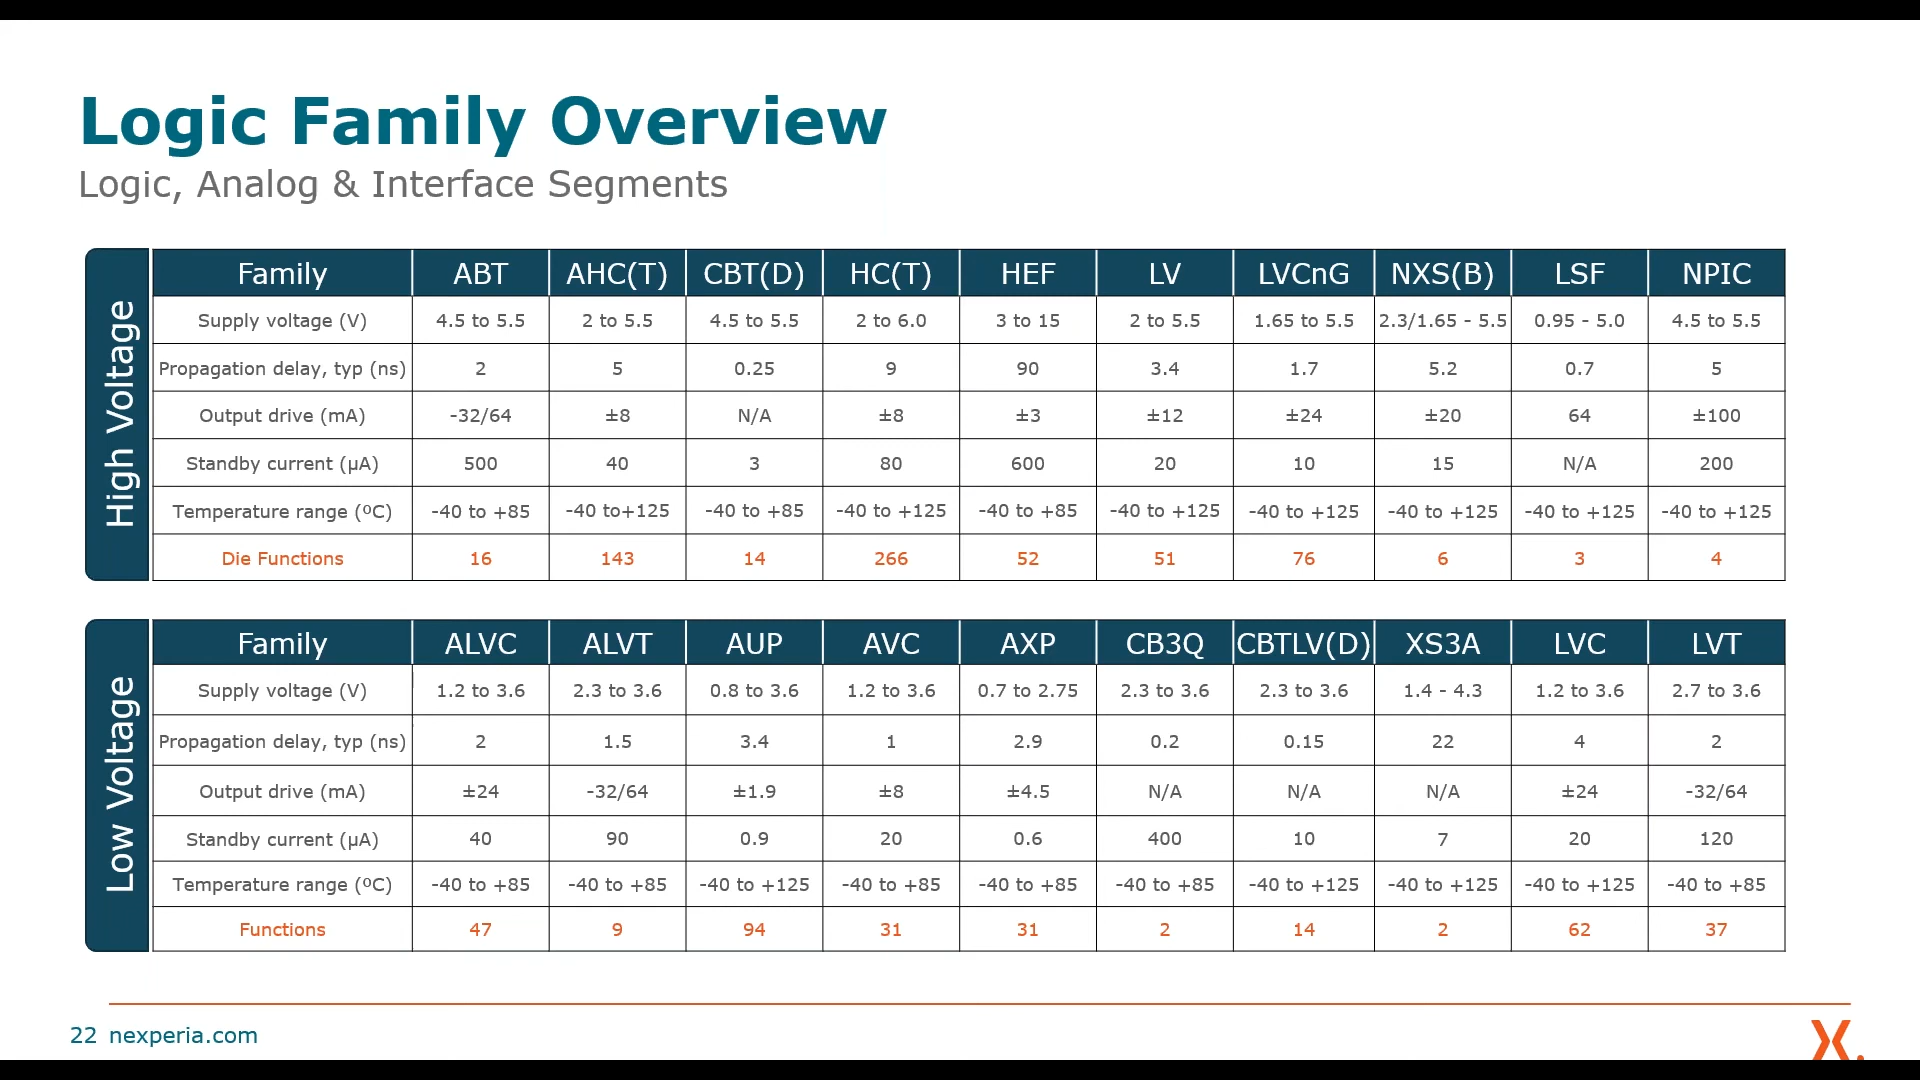 Logic Family Overview
Logic, Analog & Interface Segments
High Voltage
Family ABT AHC(T) CBT(D) HC(T) HEF LV LVCnG NXS(B) LSF NPIC
Supply voltage (V) 4.5 to 5.5 2 to 5.5 4.5 to 5.5 2 to 6.0 3 to 15 2 to 5.5 1.65 to 5.5 2.3/1.65 - 5.5 0.95 - 5.0 4.5 to 5.5
Propagation delay, typ (ns) 2 5 0.25 9 90 3.4 1.7 5.2 0.7 5
Output drive (mA) -32/64 ±8 N/A ±8 ±3 ±12 ±24 ±20 64 ±100
Standby current (µA) 500 40 3 80 600 20 10 15 N/A 200
Temperature range (ºC) -40 to +85 -40 to+125 -40 to +85 -40 to +125 -40 to +85 -40 to +125 -40 to +125 -40 to +125 -40 to +125 -40 to +125
Die Functions 16 143 14 266 52 51 76 6 3 4
Low Voltage
Family ALVC ALVT AUP AVC AXP CB3Q CBTLV(D) XS3A LVC LVT
Supply voltage (V) 1.2 to 3.6 2.3 to 3.6 0.8 to 3.6 1.2 to 3.6 0.7 to 2.75 2.3 to 3.6 2.3 to 3.6 1.4 - 4.3 1.2 to 3.6 2.7 to 3.6
Propagation delay, typ (ns) 2 1.5 3.4 1 2.9 0.2 0.15 22 4 2
Output drive (mA) ±24 -32/64 ±1.9 ±8 ±4.5 N/A N/A N/A ±24 -32/64
Standby current (µA) 40 90 0.9 20 0.6 400 10 7 20 120
Temperature range (ºC) -40 to +85 -40 to +85 -40 to +125 -40 to +85 -40 to +85 -40 to +85 -40 to +125 -40 to +125 -40 to +125 -40 to +85
Functions 47 9 94 31 31 2 14 2 62 37
22 nexperia.com
X.